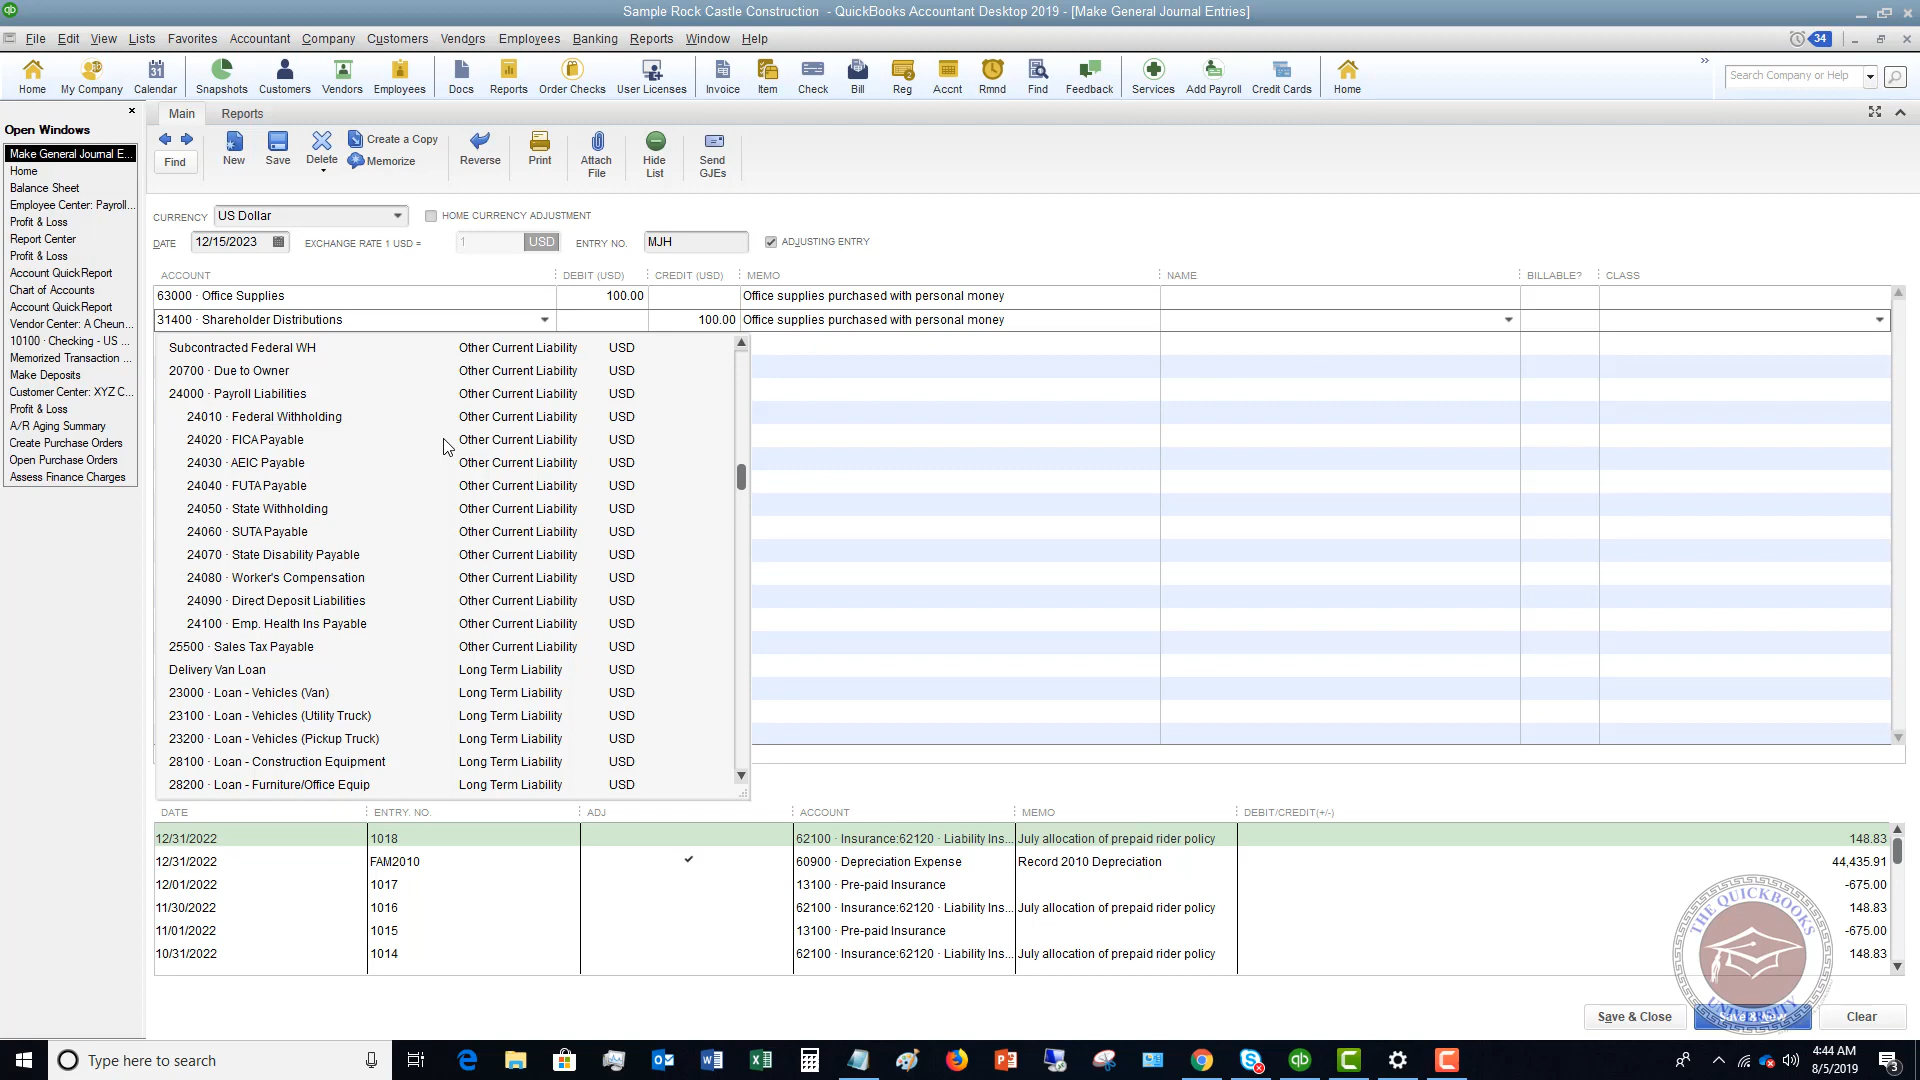 Sample Rock Castle Construction - QuickBooks Accountant Desktop 2019 - [Make General Journal Entries]
File Edit View Lists Favorites Accountant Company Customers Vendors Employees Banking Reports Window Help
34
Home My Company Calendar Snapshots Customers Vendors Employees Docs Reports Order Checks User Licenses Invoice Item Check Bill Reg Accnt Rmnd Find Feedback Services Add Payroll Credit Cards Home
Search Company or Help
Open Windows
Make General Journal E...
Home
Balance Sheet
Employee Center: Payroll...
Profit & Loss
Report Center
Profit & Loss
Account QuickReport
Chart of Accounts
Account QuickReport
Vendor Center: A Cheun...
10100 · Checking - US ...
Memorized Transaction ...
Make Deposits
Customer Center: XYZ C...
Profit & Loss
A/R Aging Summary
Create Purchase Orders
Open Purchase Orders
Assess Finance Charges
Main Reports
Find New Save Delete Create a Copy Memorize Reverse Print Attach File Hide List Send GJEs
CURRENCY US Dollar HOME CURRENCY ADJUSTMENT
DATE 12/15/2023 EXCHANGE RATE 1 USD = 1 USD ENTRY NO. MJH ADJUSTING ENTRY
ACCOUNT DEBIT (USD) CREDIT (USD) MEMO NAME BILLABLE? CLASS
63000 · Office Supplies 100.00 Office supplies purchased with personal money
31400 · Shareholder Distributions 100.00 Office supplies purchased with personal money
Subcontracted Federal WH Other Current Liability USD
20700 · Due to Owner Other Current Liability USD
24000 · Payroll Liabilities Other Current Liability USD
24010 · Federal Withholding Other Current Liability USD
24020 · FICA Payable Other Current Liability USD
24030 · AEIC Payable Other Current Liability USD
24040 · FUTA Payable Other Current Liability USD
24050 · State Withholding Other Current Liability USD
24060 · SUTA Payable Other Current Liability USD
24070 · State Disability Payable Other Current Liability USD
24080 · Worker's Compensation Other Current Liability USD
24090 · Direct Deposit Liabilities Other Current Liability USD
24100 · Emp. Health Ins Payable Other Current Liability USD
25500 · Sales Tax Payable Other Current Liability USD
Delivery Van Loan Long Term Liability USD
23000 · Loan - Vehicles (Van) Long Term Liability USD
23100 · Loan - Vehicles (Utility Truck) Long Term Liability USD
23200 · Loan - Vehicles (Pickup Truck) Long Term Liability USD
28100 · Loan - Construction Equipment Long Term Liability USD
28200 · Loan - Furniture/Office Equip Long Term Liability USD
DATE ENTRY. NO. ADJ ACCOUNT MEMO DEBIT/CREDIT(+/-)
12/31/2022 1018 62100 · Insurance:62120 · Liability Ins... July allocation of prepaid rider policy 148.83
12/31/2022 FAM2010 60900 · Depreciation Expense Record 2010 Depreciation 44,435.91
12/01/2022 1017 13100 · Pre-paid Insurance -675.00
11/30/2022 1016 62100 · Insurance:62120 · Liability Ins... July allocation of prepaid rider policy 148.83
11/01/2022 1015 13100 · Pre-paid Insurance -675.00
10/31/2022 1014 62100 · Insurance:62120 · Liability Ins... July allocation of prepaid rider policy 148.83
THE QUICKBOOKS UNIVERSITY
Save & Close Save & New Clear
Type here to search
4:44 AM
8/5/2019
3